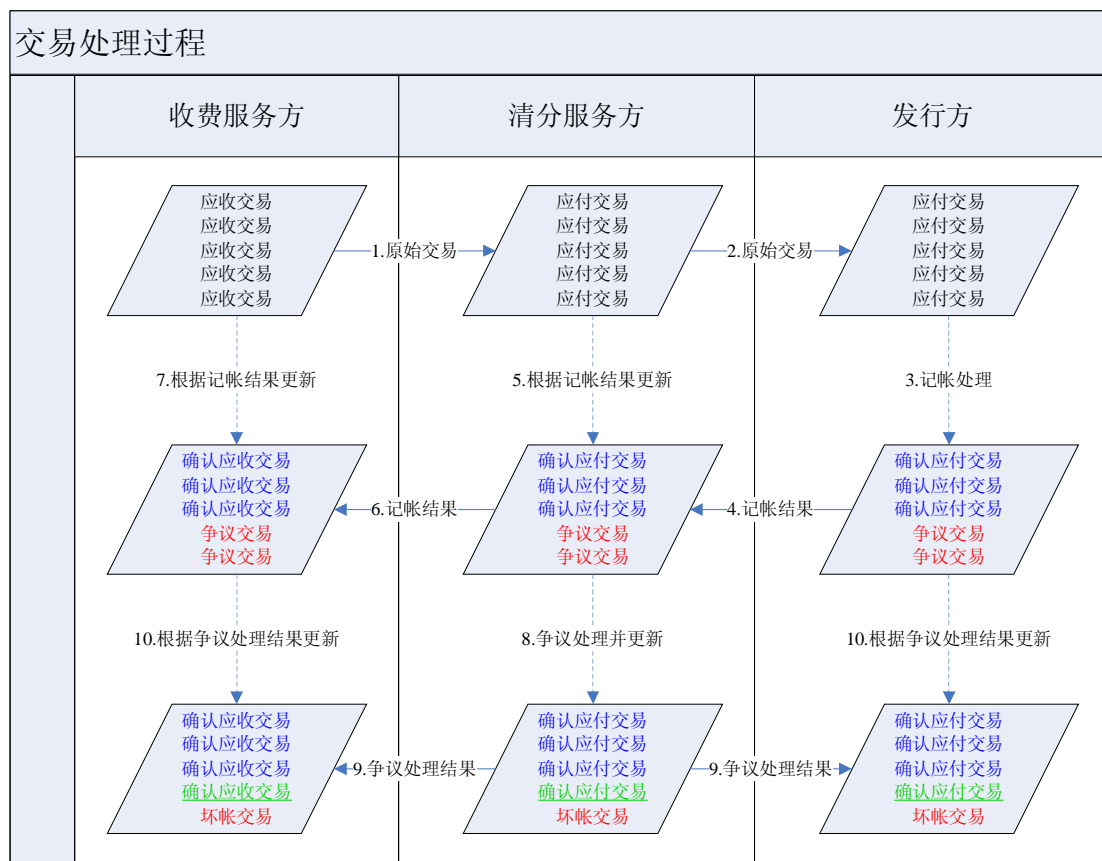 交易处理过程
收费服务方
清分服务方
发行方
应收交易
应收交易
应收交易
应收交易
应收交易
1.原始交易
应付交易
应付交易
应付交易
应付交易
应付交易
2.原始交易
应付交易
应付交易
应付交易
应付交易
应付交易
7.根据记帐结果更新
5.根据记帐结果更新
3.记帐处理
确认应收交易
确认应收交易
确认应收交易
争议交易
争议交易
6.记帐结果
确认应付交易
确认应付交易
确认应付交易
争议交易
争议交易
4.记帐结果
确认应付交易
确认应付交易
确认应付交易
争议交易
争议交易
10.根据争议处理结果更新
8.争议处理并更新
10.根据争议处理结果更新
确认应收交易
确认应收交易
确认应收交易
确认应收交易
坏帐交易
9.争议处理结果
确认应付交易
确认应付交易
确认应付交易
确认应付交易
坏帐交易
9.争议处理结果
确认应付交易
确认应付交易
确认应付交易
确认应付交易
坏帐交易